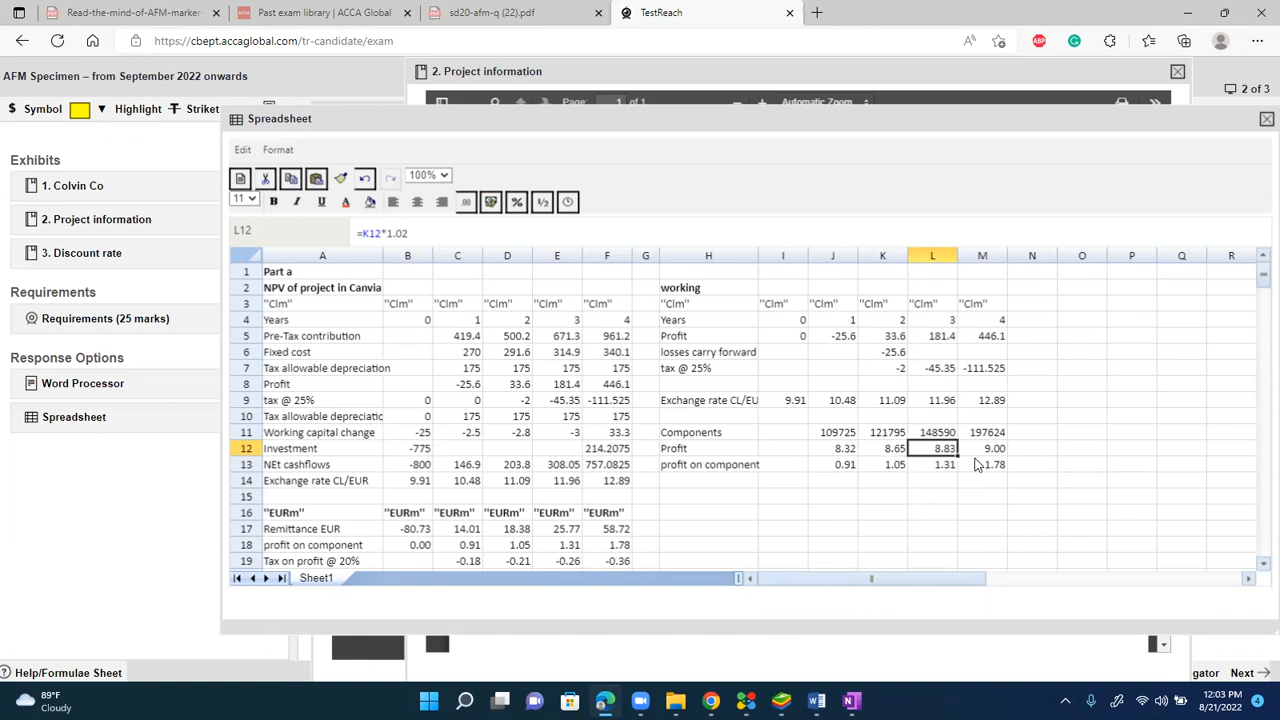 Read-the-mind-of-AFM-marker-
Past exam library | ACCA Global
sd20-afm-q (22).pdf
TestReach
https://cbept.accaglobal.com/tr-candidate/exam
AFM Specimen – from September 2022 onwards
2. Project information
2 of 3
$ Symbol ▼ Highlight Striket
Page: 1 of 1 Automatic Zoom
Spreadsheet
Exhibits
Edit Format
1. Colvin Co
100%
11 B I U A .00 % 1/2
2. Project information
L12 =K12*1.02
3. Discount rate
A B C D E F G H I J K L M N O P Q R
1 Part a
2 NPV of project in Canvia working
3 "Clm" "Clm" "Clm" "Clm" "Clm" "Clm" "Clm" "Clm" "Clm" "Clm" "Clm" "Clm"
4 Years 0 1 2 3 4 Years 0 1 2 3 4
5 Pre-Tax contribution 419.4 500.2 671.3 961.2 Profit 0 -25.6 33.6 181.4 446.1
6 Fixed cost 270 291.6 314.9 340.1 losses carry forward -25.6
7 Tax allowable depreciation 175 175 175 175 tax @ 25% -2 -45.35 -111.525
8 Profit -25.6 33.6 181.4 446.1
9 tax @ 25% 0 0 -2 -45.35 -111.525 Exchange rate CL/EU 9.91 10.48 11.09 11.96 12.89
10 Tax allowable depreciatic 0 175 175 175 175
11 Working capital change -25 -2.5 -2.8 -3 33.3 Components 109725 121795 148590 197624
12 Investment -775 214.2075 Profit 8.32 8.65 8.83 9.00
13 NEt cashflows -800 146.9 203.8 308.05 757.0825 profit on component 0.91 1.05 1.31 1.78
14 Exchange rate CL/EUR 9.91 10.48 11.09 11.96 12.89
15
16 "EURm" "EURm" "EURm" "EURm" "EURm" "EURm"
17 Remittance EUR -80.73 14.01 18.38 25.77 58.72
18 profit on component 0.00 0.91 1.05 1.31 1.78
19 Tax on profit @ 20% -0.18 -0.21 -0.26 -0.36
Requirements
Requirements (25 marks)
Response Options
Word Processor
Spreadsheet
Sheet1
Help/Formulae Sheet
gator Next
89°F
Cloudy
12:03 PM
8/21/2022